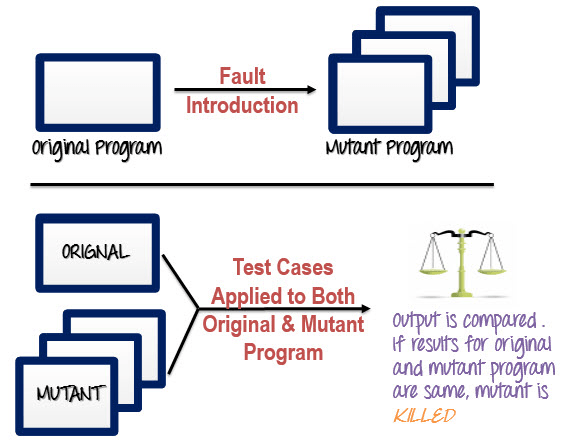 Fault
Introduction
Original Program
Mutant Program
ORIGNAL
MUTANT
Test Cases
Applied to Both
Original & Mutant
Program
Output is compared .
If results for original
and mutant program
are same, mutant is
KILLED